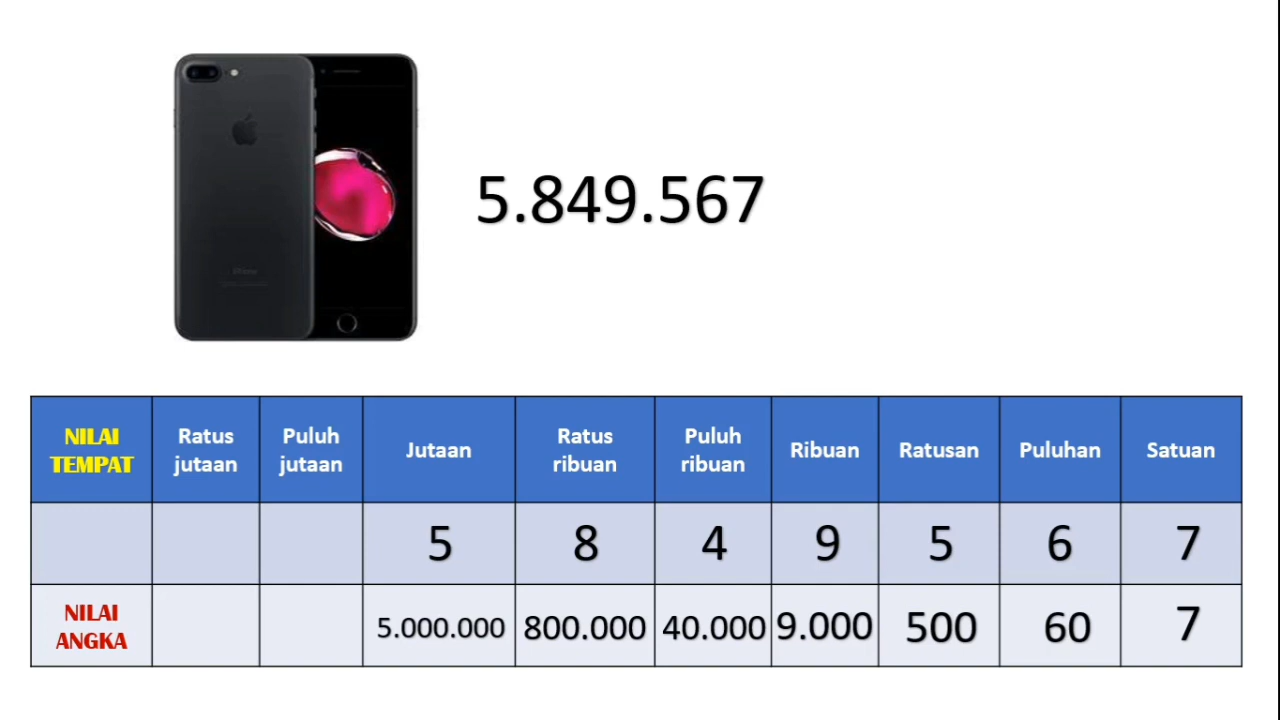 5.849.567
NILAI TEMPAT
Ratus jutaan
Puluh jutaan
Jutaan
Ratus ribuan
Puluh ribuan
Ribuan
Ratusan
Puluhan
Satuan
5 8 4 9 5 6 7
NILAI ANGKA
5.000.000 800.000 40.000 9.000 500 60 7